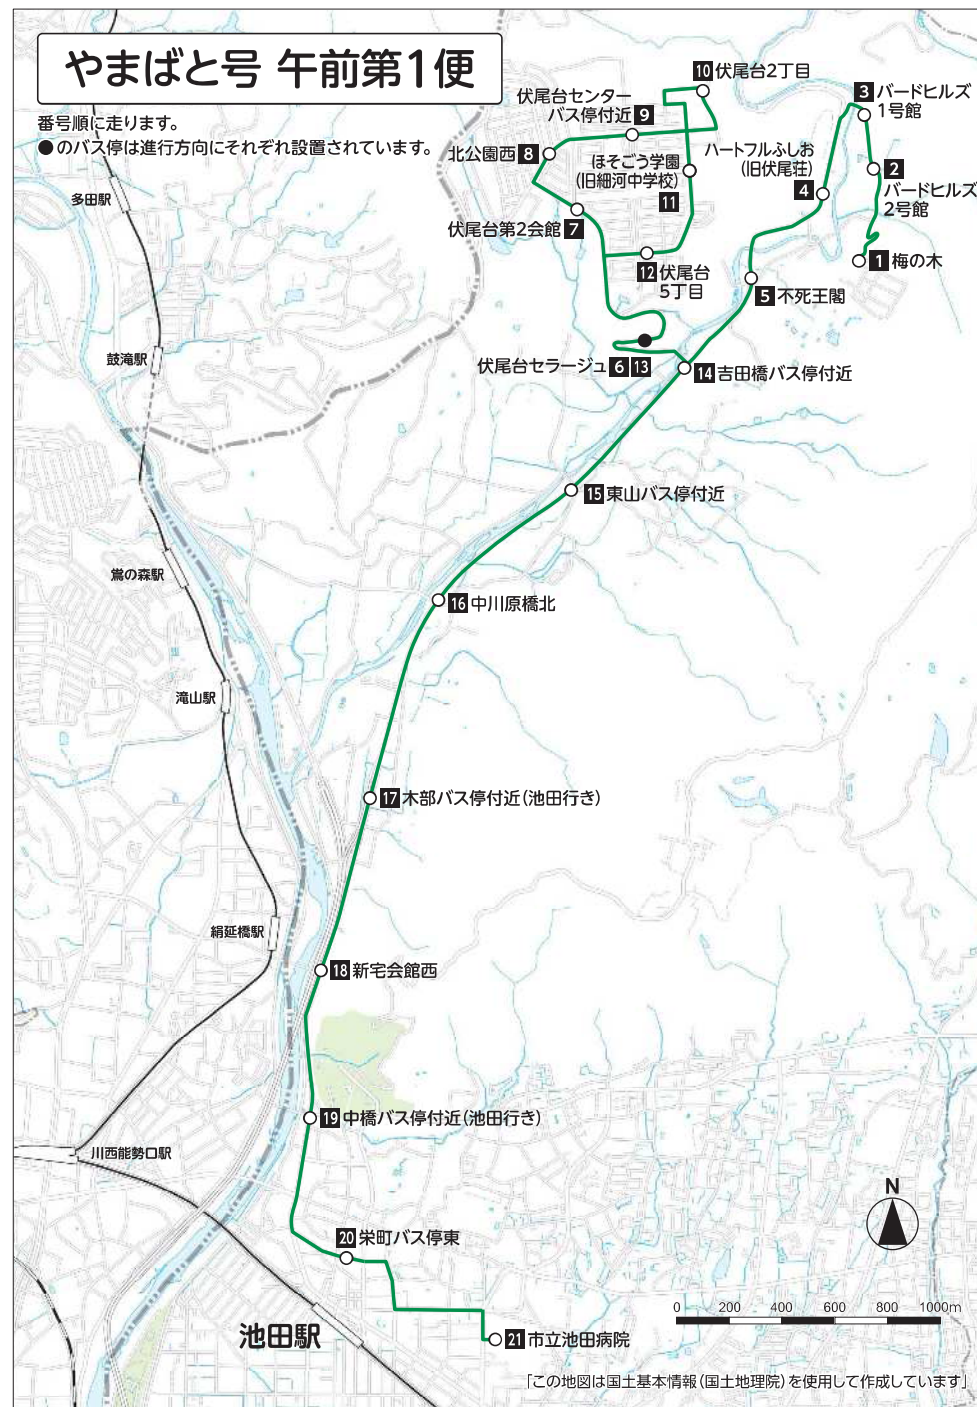 やまばと号 午前第1便
番号順に走ります。
●のバス停は進行方向にそれぞれ設置されています。
10 伏尾台2丁目
3 バードヒルズ
1号館
伏尾台センター
バス停付近 9
北公園西 8
ほそごう学園
(旧細河中学校)
11
ハートフルふしお
(旧伏尾荘)
4
2
バードヒルズ
2号館
多田駅
伏尾台第2会館 7
12 伏尾台
5丁目
1 梅の木
5 不死王閣
鼓滝駅
伏尾台セラージュ 6 13
14 吉田橋バス停付近
15 東山バス停付近
鴬の森駅
16 中川原橋北
滝山駅
17 木部バス停付近(池田行き)
絹延橋駅
18 新宅会館西
19 中橋バス停付近(池田行き)
川西能勢口駅
N
20 栄町バス停東
0 200 400 600 800 1000m
池田駅
21 市立池田病院
「この地図は国土基本情報(国土地理院)を使用して作成しています」